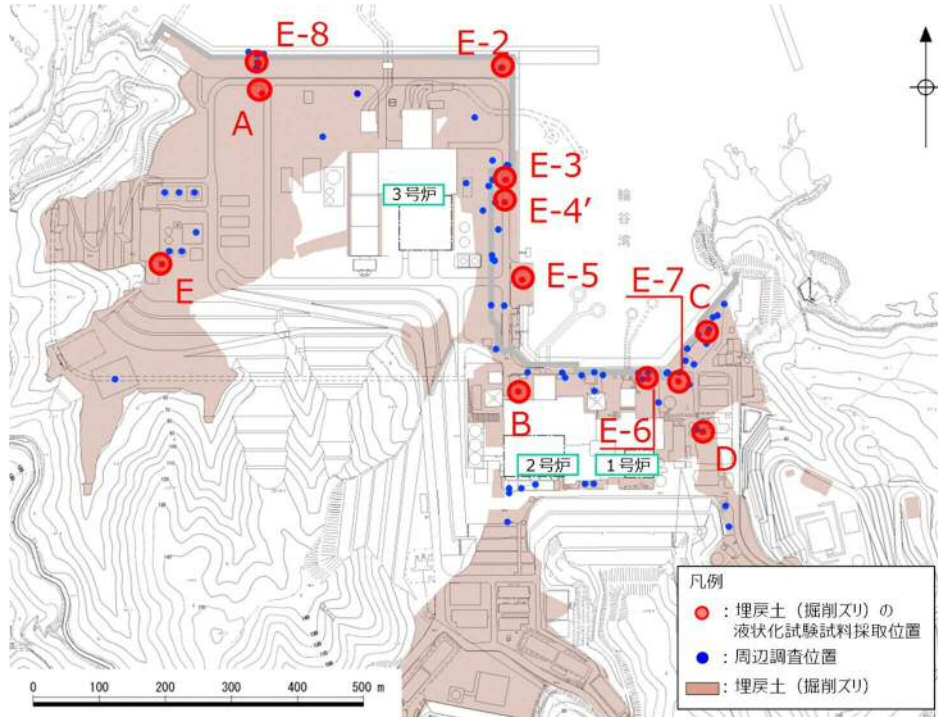 E-8
E-2
A
E-3
3号炉
E-4’
輪谷湾
E
E-5
E-7
C
B
E-6
D
2号炉
1号炉
凡例
：埋戻土（掘削ズリ）の
液状化試験試料採取位置
：周辺調査位置
：埋戻土（掘削ズリ）
0 100 200 300 400 500 m